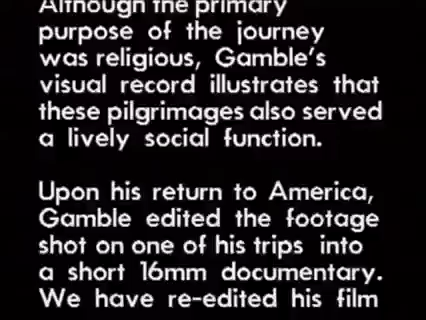 Although the primary
purpose of the journey
was religious, Gamble's
visual record illustrates that
these pilgrimages also served
a lively social function.
Upon his return to America,
Gamble edited the footage
shot on one of his trips into
a short 16mm documentary.
We have re-edited his film